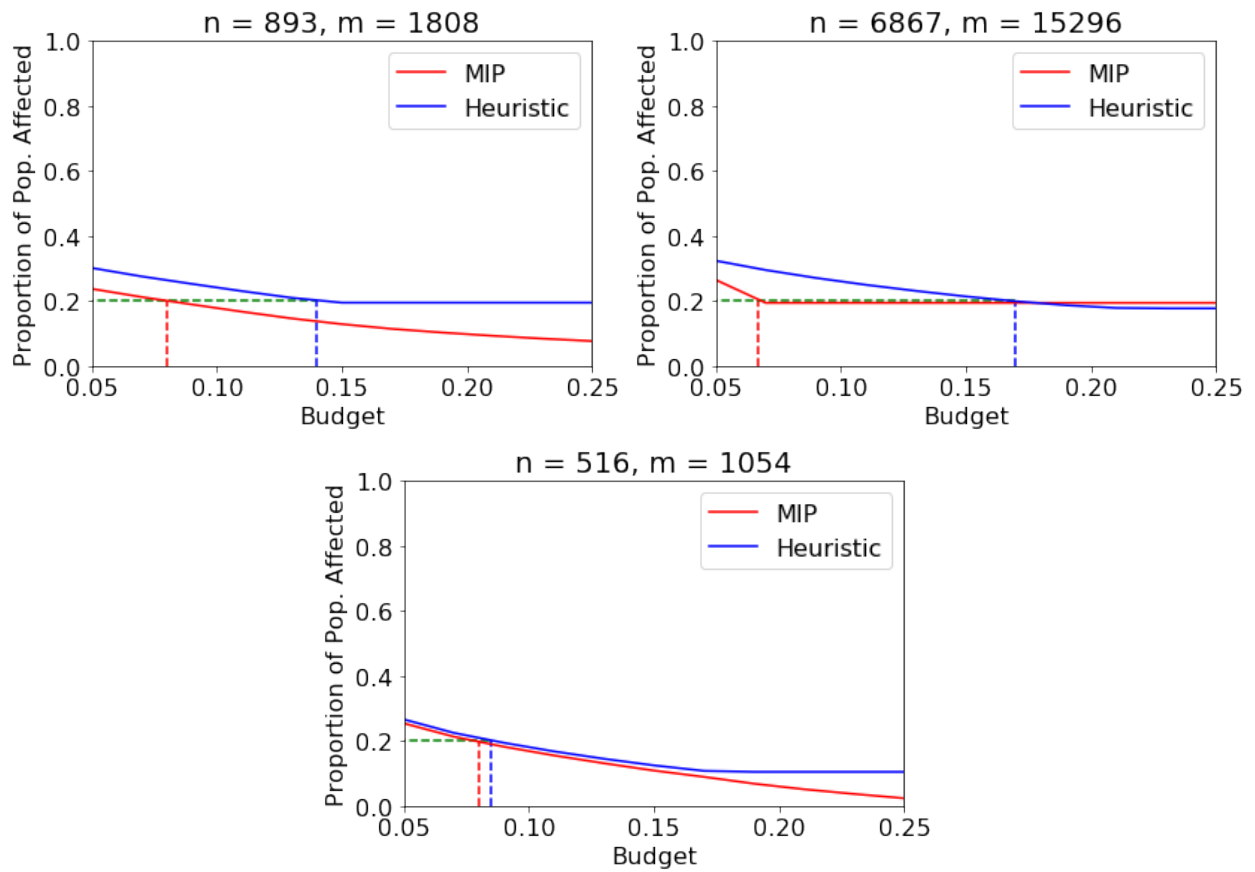 n = 893, m = 1808
Proportion of Pop. Affected
1.0
0.8
0.6
0.4
0.2
0.0
MIP
Heuristic
0.05 0.10 0.15 0.20 0.25
Budget
n = 6867, m = 15296
Proportion of Pop. Affected
1.0
0.8
0.6
0.4
0.2
0.0
MIP
Heuristic
0.05 0.10 0.15 0.20 0.25
Budget
n = 516, m = 1054
Proportion of Pop. Affected
1.0
0.8
0.6
0.4
0.2
0.0
MIP
Heuristic
0.05 0.10 0.15 0.20 0.25
Budget